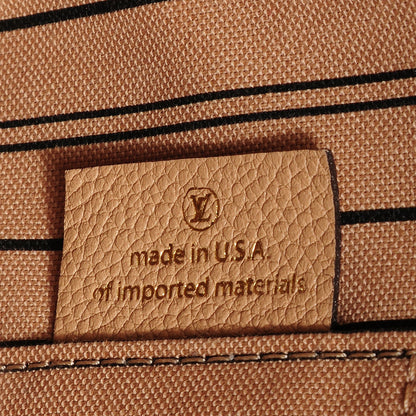 LV
made in U.S.A.
of imported materials